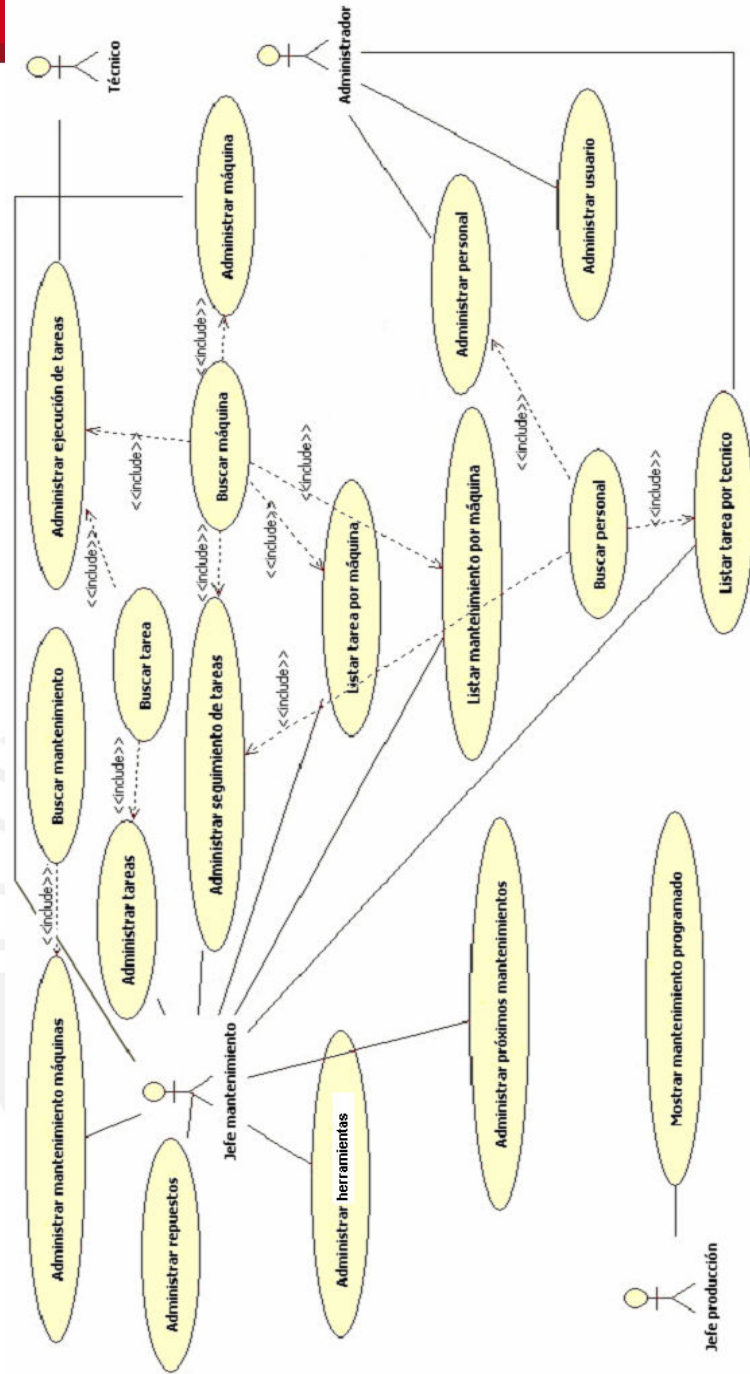 Técnico
Administrador
Administrar ejecución de tareas
Administrar máquina
<<include>>
<<include>>
<<include>>
Buscar máquina
Administrar personal
Administrar usuario
Buscar mantenimiento
Buscar tarea
<<include>>
<<include>>
<<include>>
<<include>>
Listar tarea por máquina
Listar mantenimiento por máquina
<<include>>
Buscar personal
<<include>>
Listar tarea por tecnico
<<include>>
<<include>>
Administrar tareas
Administrar seguimiento de tareas
<<include>>
Administrar mantenimiento máquinas
Jefe mantenimiento
Administrar repuestos
Administrar herramientas
Administrar próximos mantenimientos
Mostrar mantenimiento programado
Jefe producción